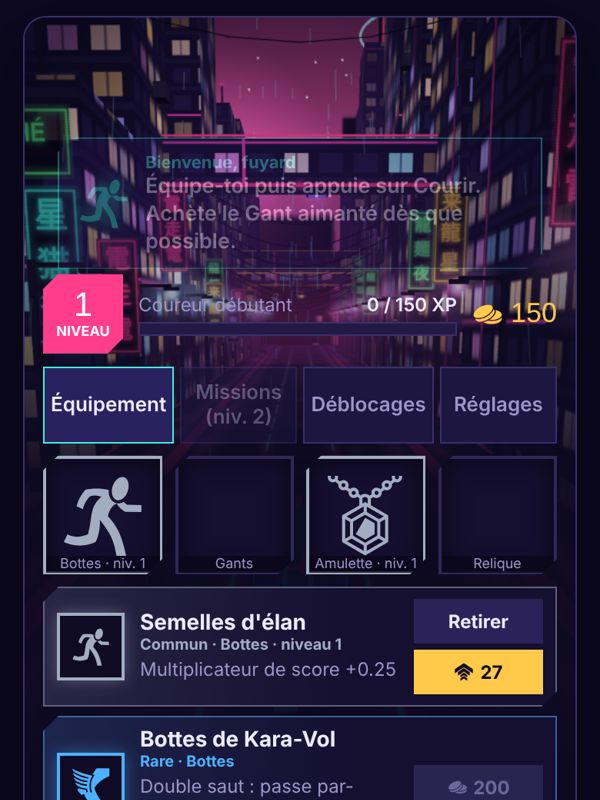 Bienvenue, fuyard
Équipe-toi puis appuie sur Courir.
Achète le Gant aimanté dès que
possible.
1
NIVEAU
Coureur débutant
0 / 150 XP
150
Équipement
Missions
(niv. 2)
Déblocages
Réglages
Bottes · niv. 1
Gants
Amulette · niv. 1
Relique
Semelles d'élan
Commun · Bottes · niveau 1
Multiplicateur de score +0.25
Retirer
27
Bottes de Kara-Vol
Rare · Bottes
Double saut : passe par-
200
星
猫
龍